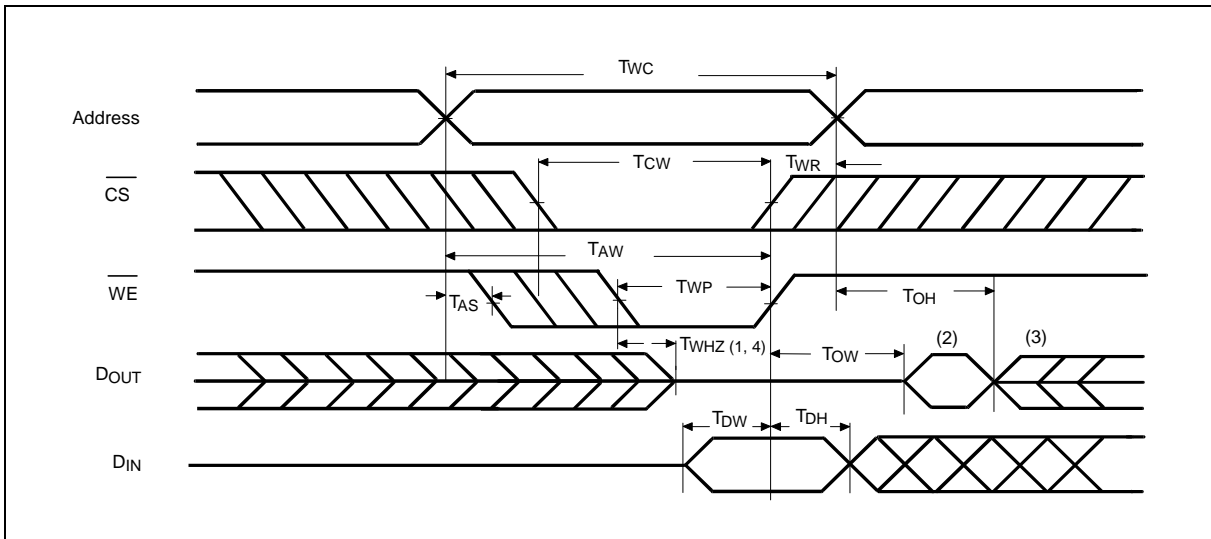 TWC
Address
TCW
TWR
CS
TAW
WE
TAS
TWP
TOH
TWHZ (1, 4)
TOW
(2)
(3)
DOUT
TDW
TDH
DIN